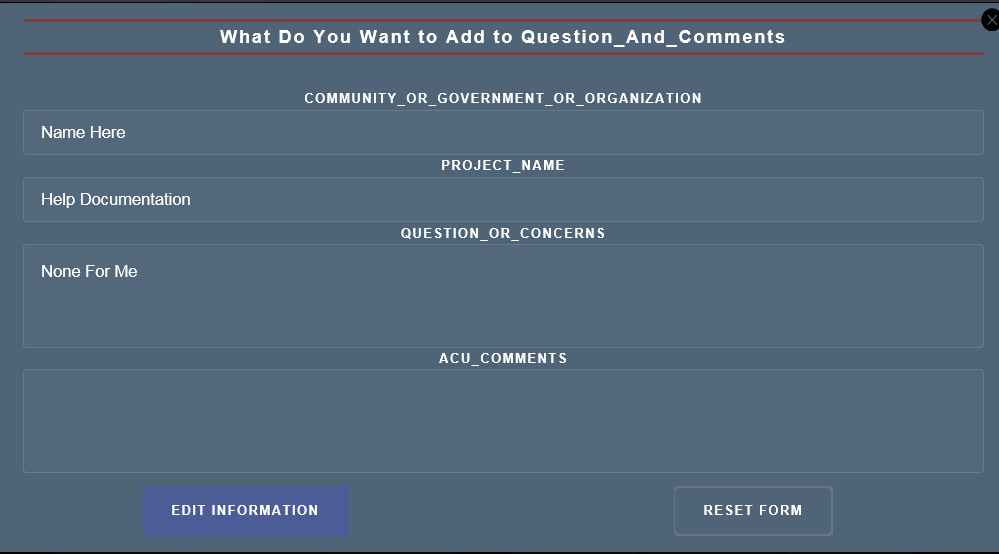 What Do You Want to Add to Question_And_Comments
COMMUNITY_OR_GOVERNMENT_OR_ORGANIZATION
Name Here
PROJECT_NAME
Help Documentation
QUESTION_OR_CONCERNS
None For Me
ACU_COMMENTS
EDIT INFORMATION
RESET FORM